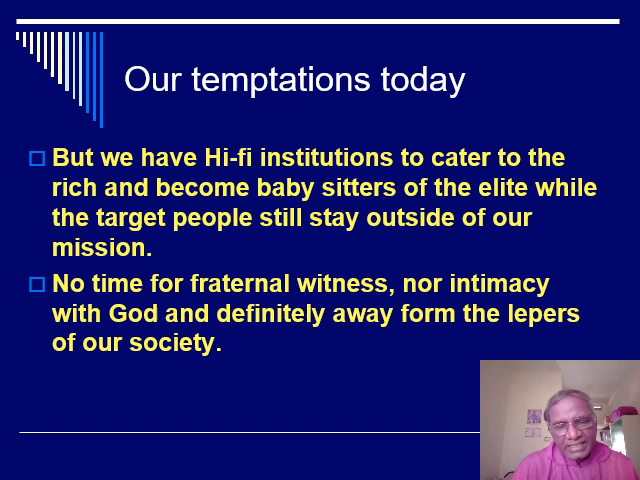 Our temptations today
But we have Hi-fi institutions to cater to the
rich and become baby sitters of the elite while
the target people still stay outside of our
mission.
No time for fraternal witness, nor intimacy
with God and definitely away form the lepers
of our society.